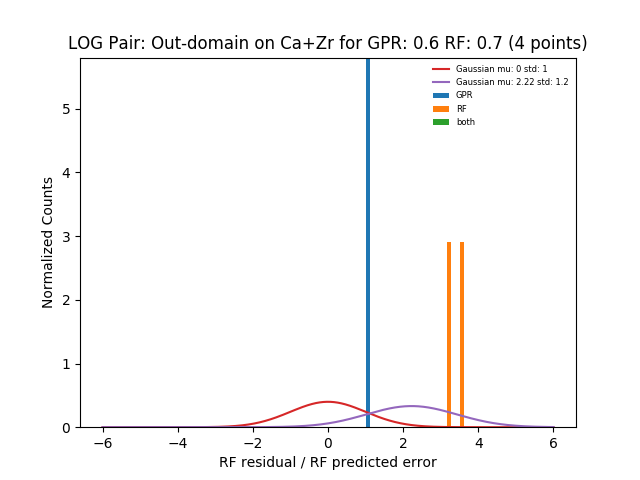 LOG Pair: Out-domain on Ca+Zr for GPR: 0.6 RF: 0.7 (4 points)
Gaussian mu: 0 std: 1
Gaussian mu: 2.22 std: 1.2
GPR
RF
both
Normalized Counts
5
4
3
2
1
0
−6 −4 −2 0 2 4 6
RF residual / RF predicted error